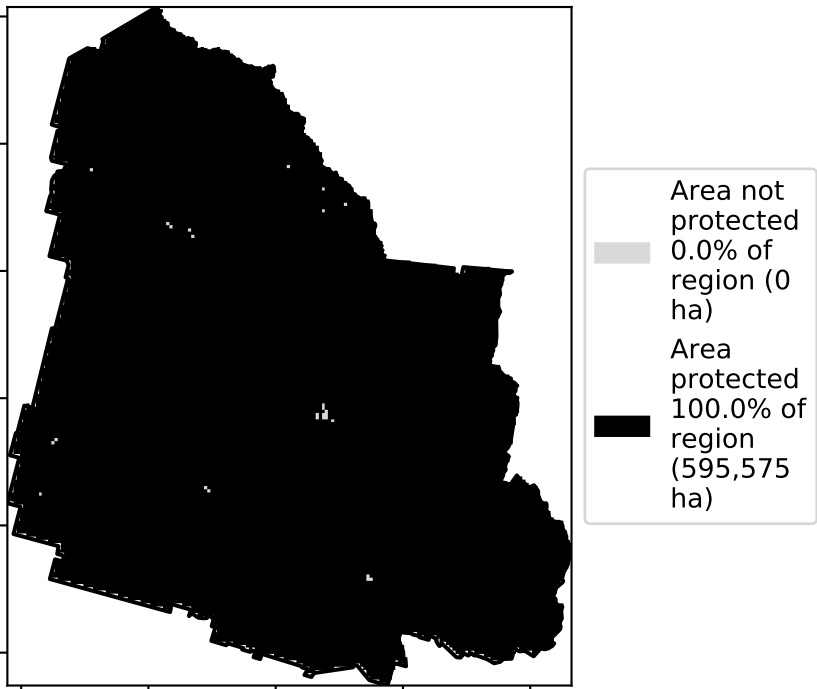 Area not
protected
0.0% of
region (0
ha)
Area
protected
100.0% of
region
(595,575
ha)